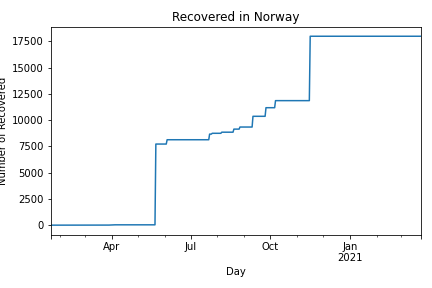 Recovered in Norway
Number of Recovered
17500
15000
12500
10000
7500
5000
2500
0
Apr
Jul
Oct
Jan
2021
Day